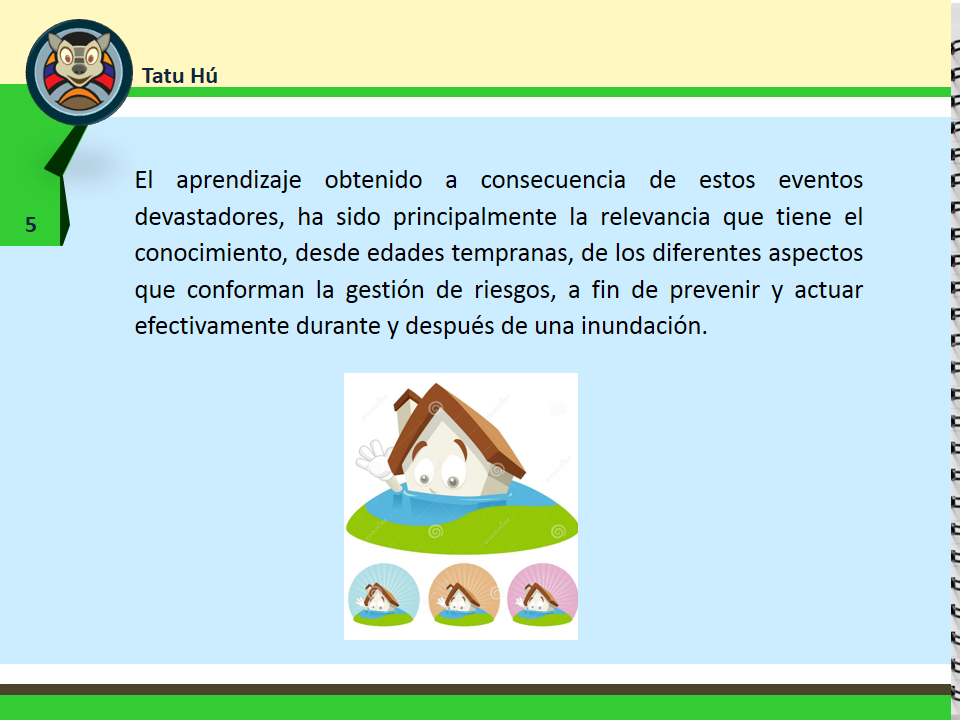 Tatu Hú
El aprendizaje obtenido a consecuencia de estos eventos
devastadores, ha sido principalmente la relevancia que tiene el
conocimiento, desde edades tempranas, de los diferentes aspectos
que conforman la gestión de riesgos, a fin de prevenir y actuar
efectivamente durante y después de una inundación.
5